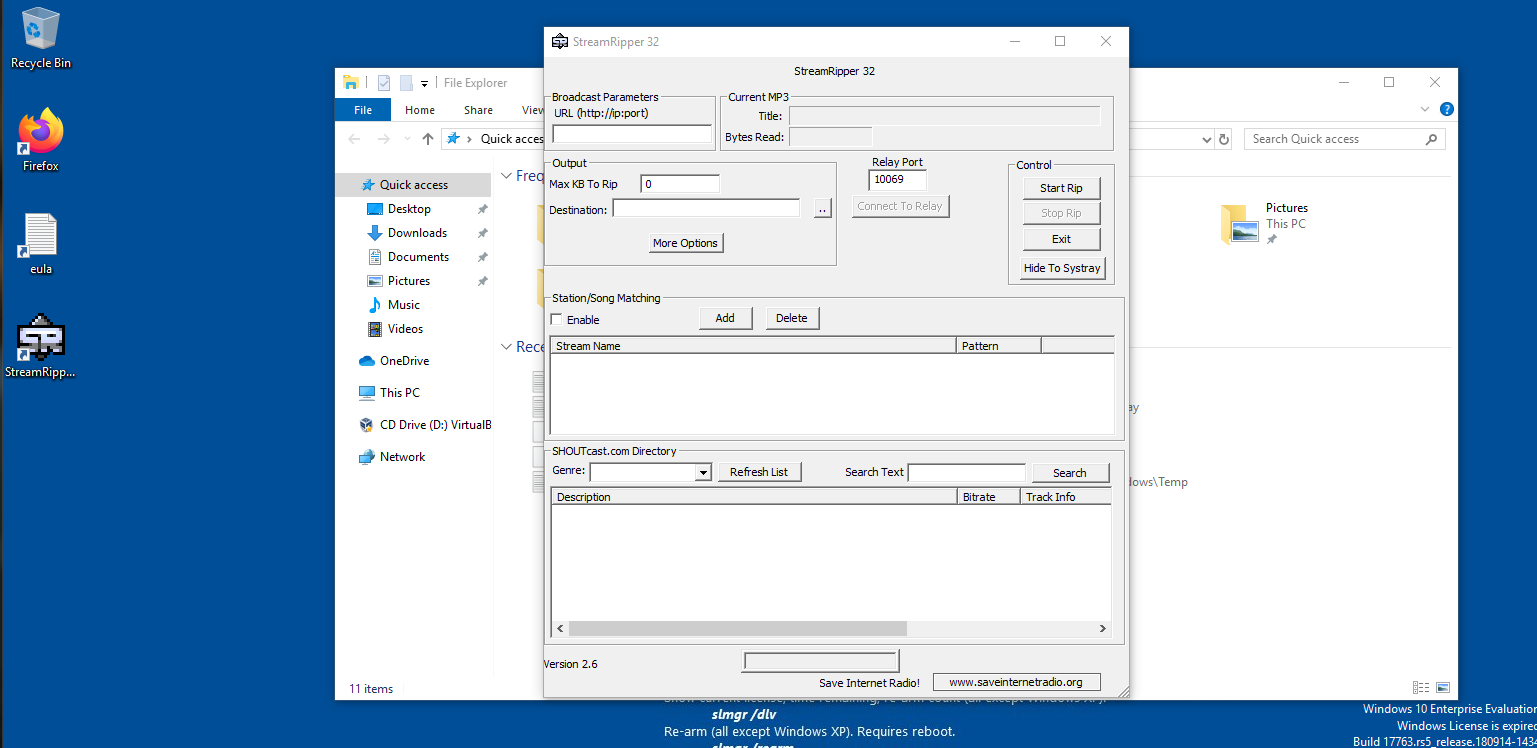 Recycle Bin
Firefox
eula
StreamRipp...
File Explorer
File
Home
Share
View
Quick access
Search Quick access
Quick access
Desktop
Downloads
Documents
Pictures
Music
Videos
OneDrive
This PC
CD Drive (D:) VirtualB
Network
Pictures
This PC
11 items
StreamRipper 32
StreamRipper 32
Broadcast Parameters
URL (http://ip:port)
Current MP3
Title:
Bytes Read:
Output
Max KB To Rip
0
Destination:
..
More Options
Relay Port
10069
Connect To Relay
Control
Start Rip
Stop Rip
Exit
Hide To Systray
Station/Song Matching
Enable
Add
Delete
Stream Name
Pattern
SHOUTcast.com Directory
Genre:
Refresh List
Search Text
Search
Description
Bitrate
Track Info
Version 2.6
Save Internet Radio!
www.saveinternetradio.org
slmgr /dlv
Re-arm (all except Windows XP). Requires reboot.
slmgr /rearm
Windows 10 Enterprise Evaluation
Windows License is expired
Build 17763.rs5_release.180914-1434